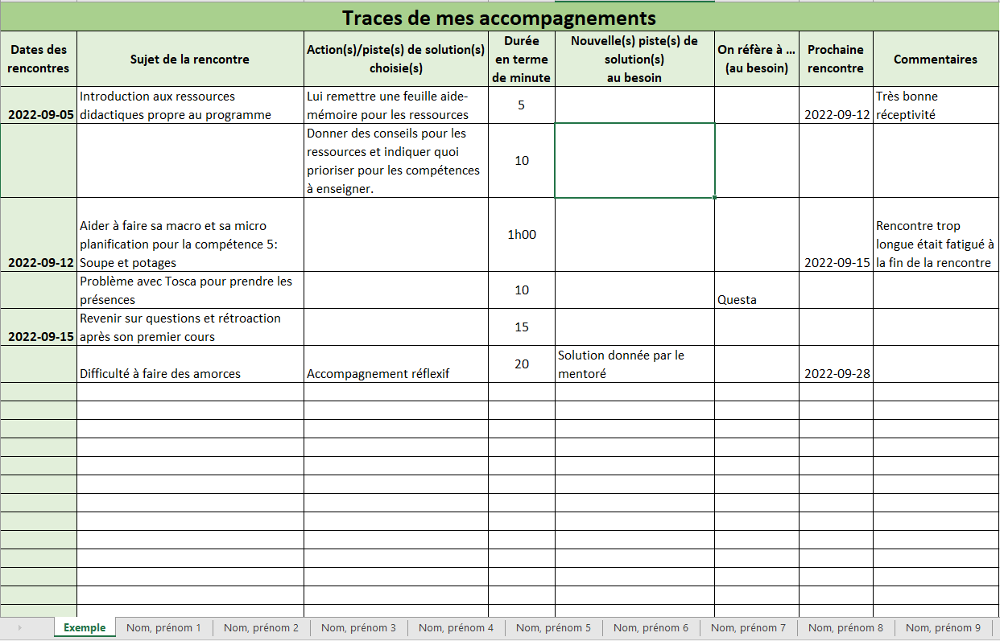 Traces de mes accompagnements
Dates des
rencontres
Sujet de la rencontre
Action(s)/piste(s) de solution(s)
choisie(s)
Durée
en terme
de minute
Nouvelle(s) piste(s) de
solution(s)
au besoin
On réfère à ...
(au besoin)
Prochaine
rencontre
Commentaires
2022-09-05
Introduction aux ressources
didactiques propre au programme
Lui remettre une feuille aide-
mémoire pour les ressources
5
2022-09-12
Très bonne
réceptivité
Donner des conseils pour les
ressources et indiquer quoi
prioriser pour les compétences
à enseigner.
10
2022-09-12
Aider à faire sa macro et sa micro
planification pour la compétence 5:
Soupe et potages
1h00
2022-09-15
Rencontre trop
longue était fatigué à
la fin de la rencontre
Problème avec Tosca pour prendre les
présences
10
Questa
2022-09-15
Revenir sur questions et rétroaction
après son premier cours
15
Difficulté à faire des amorces
Accompagnement réflexif
20
Solution donnée par le
mentoré
2022-09-28
Exemple
Nom, prénom 1
Nom, prénom 2
Nom, prénom 3
Nom, prénom 4
Nom, prénom 5
Nom, prénom 6
Nom, prénom 7
Nom, prénom 8
Nom, prénom 9